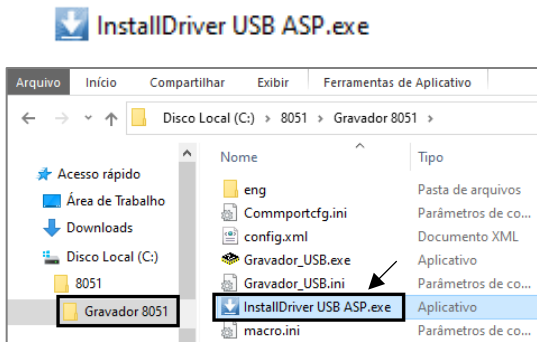 InstallDriver USB ASP.exe
Arquivo Início Compartilhar Exibir Ferramentas de Aplicativo
Disco Local (C:) > 8051 > Gravador 8051 >
Nome Tipo
Acesso rápido
eng Pasta de arquivos
Área de Trabalho
Commportcfg.ini Parâmetros de co...
Downloads
config.xml Documento XML
Disco Local (C:)
Gravador_USB.exe Aplicativo
8051
Gravador_USB.ini Parâmetros de co...
Gravador 8051
InstallDriver USB ASP.exe Aplicativo
macro.ini Parâmetros de co...